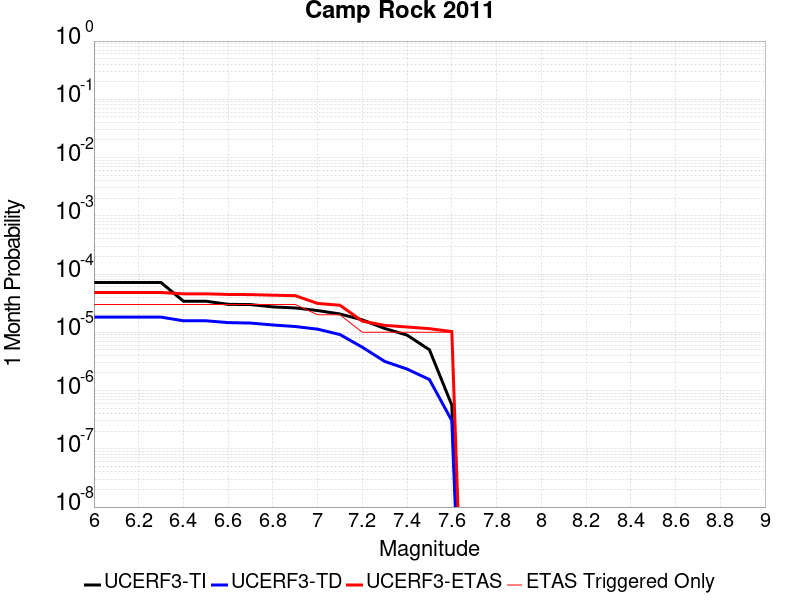 Camp Rock 2011
10^0
10^-1
10^-2
10^-3
10^-4
10^-5
10^-6
10^-7
10^-8
1 Month Probability
6 6.2 6.4 6.6 6.8 7 7.2 7.4 7.6 7.8 8 8.2 8.4 8.6 8.8 9
Magnitude
UCERF3-TI UCERF3-TD UCERF3-ETAS ETAS Triggered Only